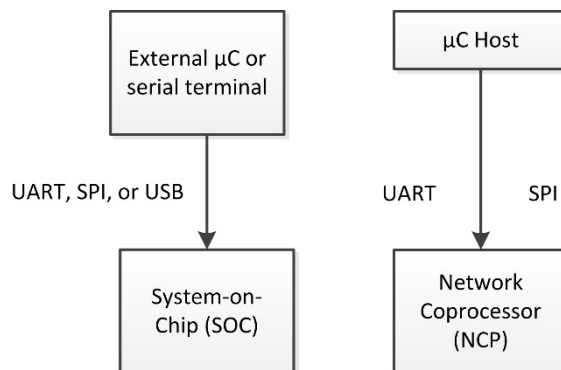 External µC or
serial terminal
UART, SPI, or USB
System-on-
Chip (SOC)
µC Host
UART
SPI
Network
Coprocessor
(NCP)